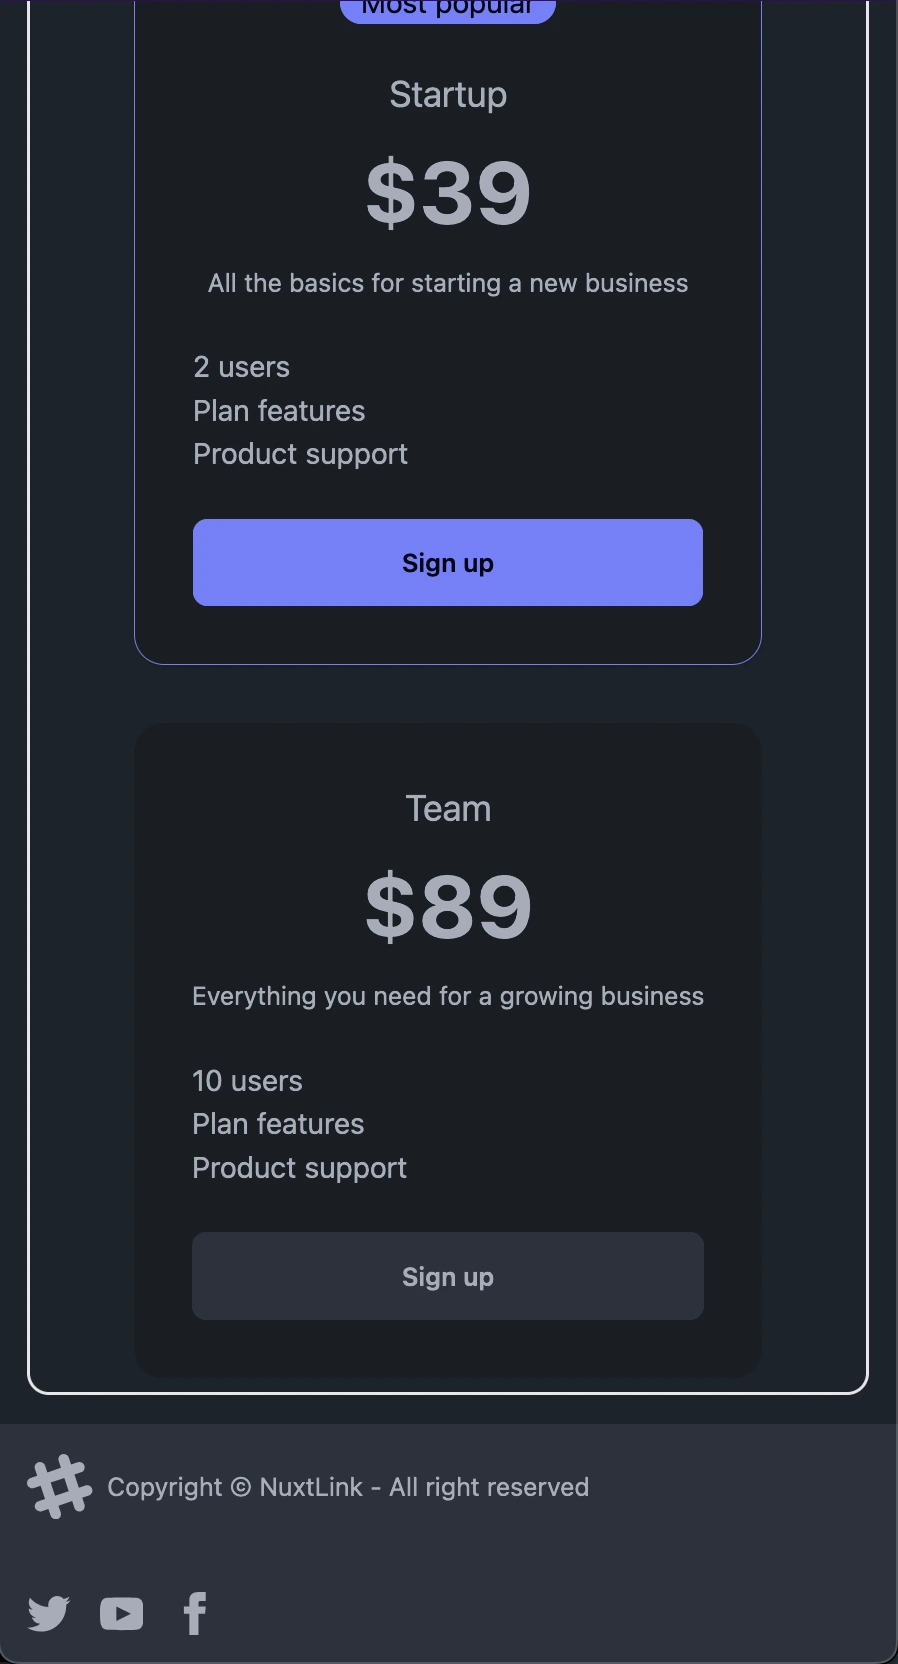 Most popular
Startup
$39
All the basics for starting a new business
2 users
Plan features
Product support
Sign up
Team
$89
Everything you need for a growing business
10 users
Plan features
Product support
Sign up
Copyright © NuxtLink - All right reserved